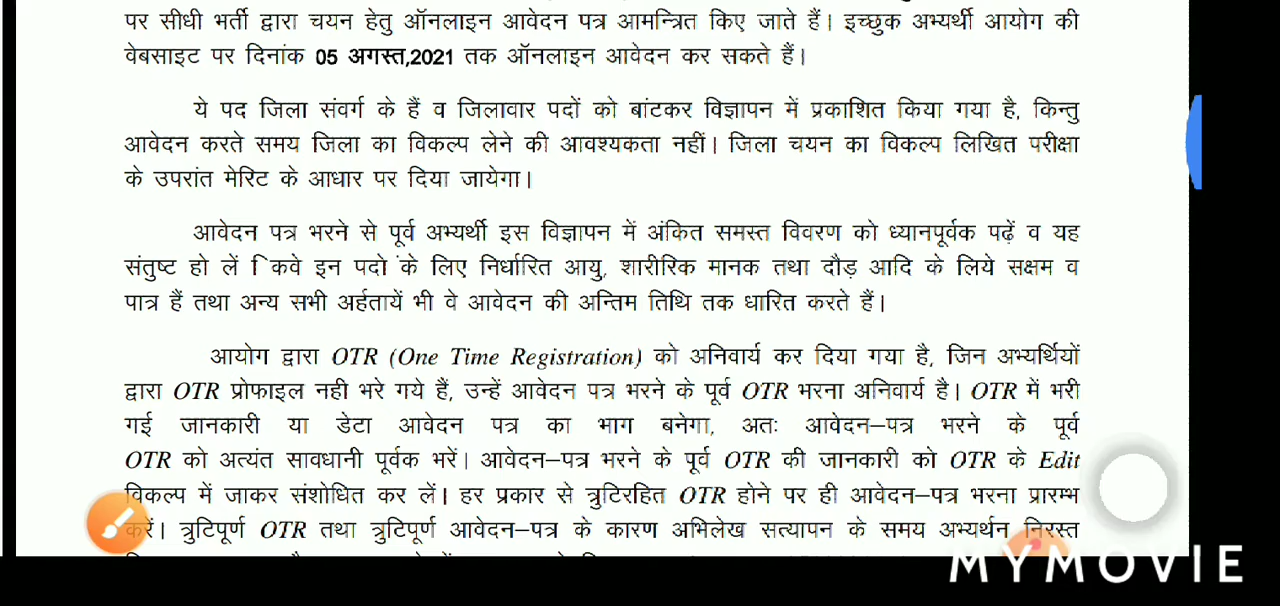 पर सीधी भर्ती द्वारा चयन हेतु ऑनलाइन आवेदन पत्र आमन्त्रित किए जाते हैं। इच्छुक अभ्यर्थी आयोग की
वेबसाइट पर दिनांक 05 अगस्त,2021 तक ऑनलाइन आवेदन कर सकते हैं।
ये पद जिला संवर्ग के हैं व जिलावार पदों को बांटकर विज्ञापन में प्रकाशित किया गया है, किन्तु
आवेदन करते समय जिला का विकल्प लेने की आवश्यकता नहीं। जिला चयन का विकल्प लिखित परीक्षा
के उपरांत मेरिट के आधार पर दिया जायेगा।
आवेदन पत्र भरने से पूर्व अभ्यर्थी इस विज्ञापन में अंकित समस्त विवरण को ध्यानपूर्वक पढ़ें व यह
संतुष्ट हो लें िकवे इन पदो के लिए निर्धारित आयु, शारीरिक मानक तथा दौड़ आदि के लिये सक्षम व
पात्र हैं तथा अन्य सभी अर्हतायें भी वे आवेदन की अन्तिम तिथि तक धारित करते हैं।
आयोग द्वारा OTR (One Time Registration) को अनिवार्य कर दिया गया है, जिन अभ्यर्थियों
द्वारा OTR प्रोफाइल नही भरे गये हैं, उन्हें आवेदन पत्र भरने के पूर्व OTR भरना अनिवार्य है। OTR में भरी
गई जानकारी या डेटा आवेदन पत्र का भाग बनेगा, अतः आवेदन–पत्र भरने के पूर्व
OTR को अत्यंत सावधानी पूर्वक भरें। आवेदन–पत्र भरने के पूर्व OTR की जानकारी को OTR के Edit
विकल्प में जाकर संशोधित कर लें। हर प्रकार से त्रुटिरहित OTR होने पर ही आवेदन–पत्र भरना प्रारम्भ
करें। त्रुटिपूर्ण OTR तथा त्रुटिपूर्ण आवेदन–पत्र के कारण अभिलेख सत्यापन के समय अभ्यर्थन निरस्त
MYMOVIE